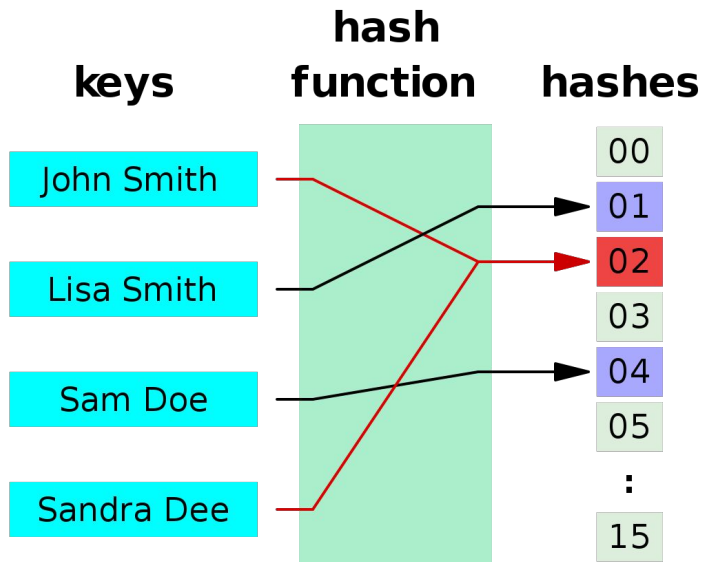 keys
hash
function
hashes
John Smith
Lisa Smith
Sam Doe
Sandra Dee
00
01
02
03
04
05
:
15